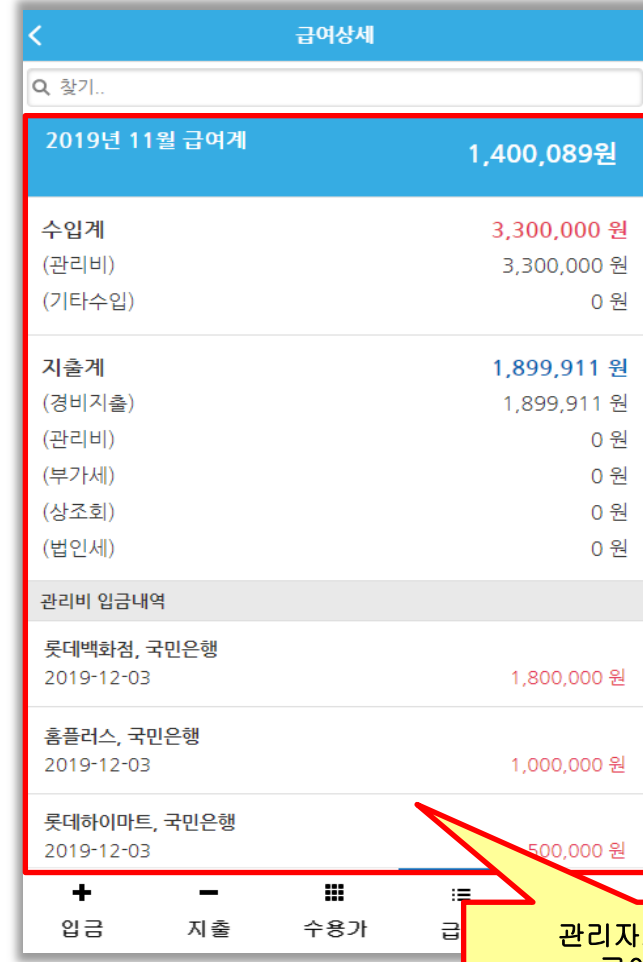 급여상세
찾기..
2019년 11월 급여계 1,400,089원
수입계 3,300,000 원
(관리비) 3,300,000 원
(기타수입) 0 원
지출계 1,899,911 원
(경비지출) 1,899,911 원
(관리비) 0 원
(부가세) 0 원
(상조회) 0 원
(법인세) 0 원
관리비 입금내역
롯데백화점, 국민은행
2019-12-03 1,800,000 원
홈플러스, 국민은행
2019-12-03 1,000,000 원
롯데하이마트, 국민은행
2019-12-03 500,000 원
입금 지출 수용가 급
관리자